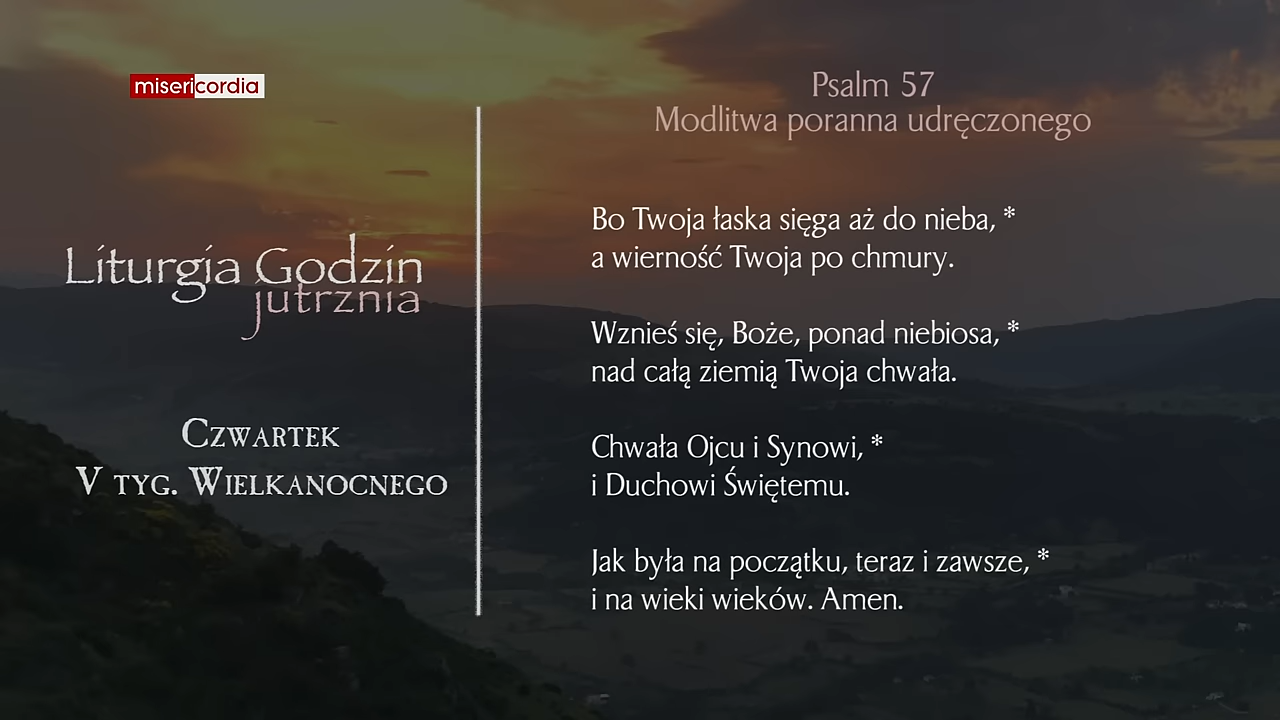 misericordia
Liturgia Godzin
jutrznia
Czwartek
V tyg. Wielkanocnego
Psalm 57
Modlitwa poranna udręczonego
Bo Twoja łaska sięga aż do nieba, *
a wierność Twoja po chmury.
Wznieś się, Boże, ponad niebiosa, *
nad całą ziemią Twoja chwała.
Chwała Ojcu i Synowi, *
i Duchowi Świętemu.
Jak była na początku, teraz i zawsze, *
i na wieki wieków. Amen.